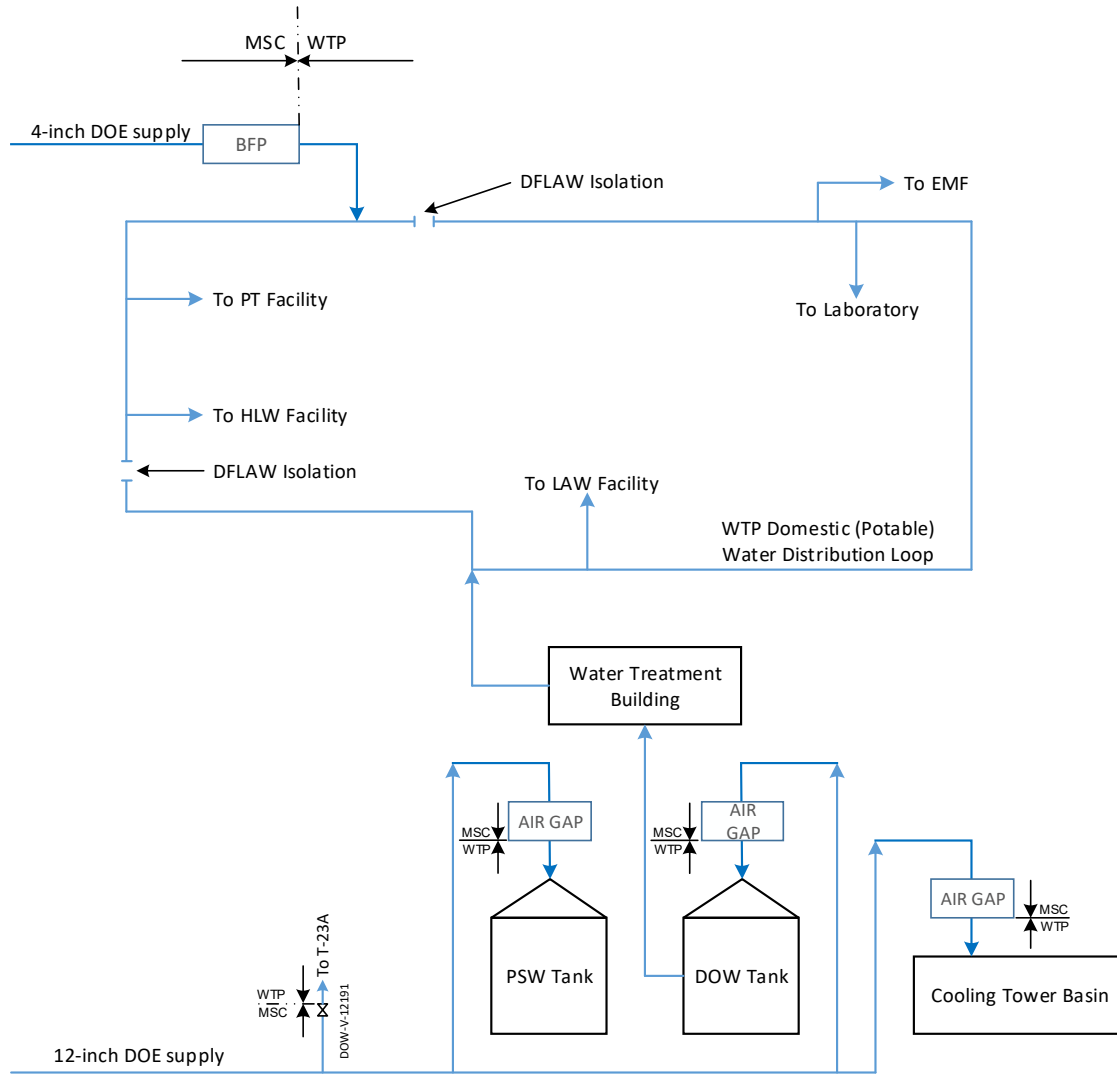 MSC
WTP
4-inch DOE supply
BFP
DFLAW Isolation
To EMF
To PT Facility
To Laboratory
To HLW Facility
DFLAW Isolation
To LAW Facility
WTP Domestic (Potable)
Water Distribution Loop
Water Treatment
Building
MSC
WTP
AIR GAP
MSC
WTP
AIR
GAP
AIR GAP
MSC
WTP
PSW Tank
DOW Tank
Cooling Tower Basin
To T-23A
WTP
MSC
DOW-V-12191
12-inch DOE supply